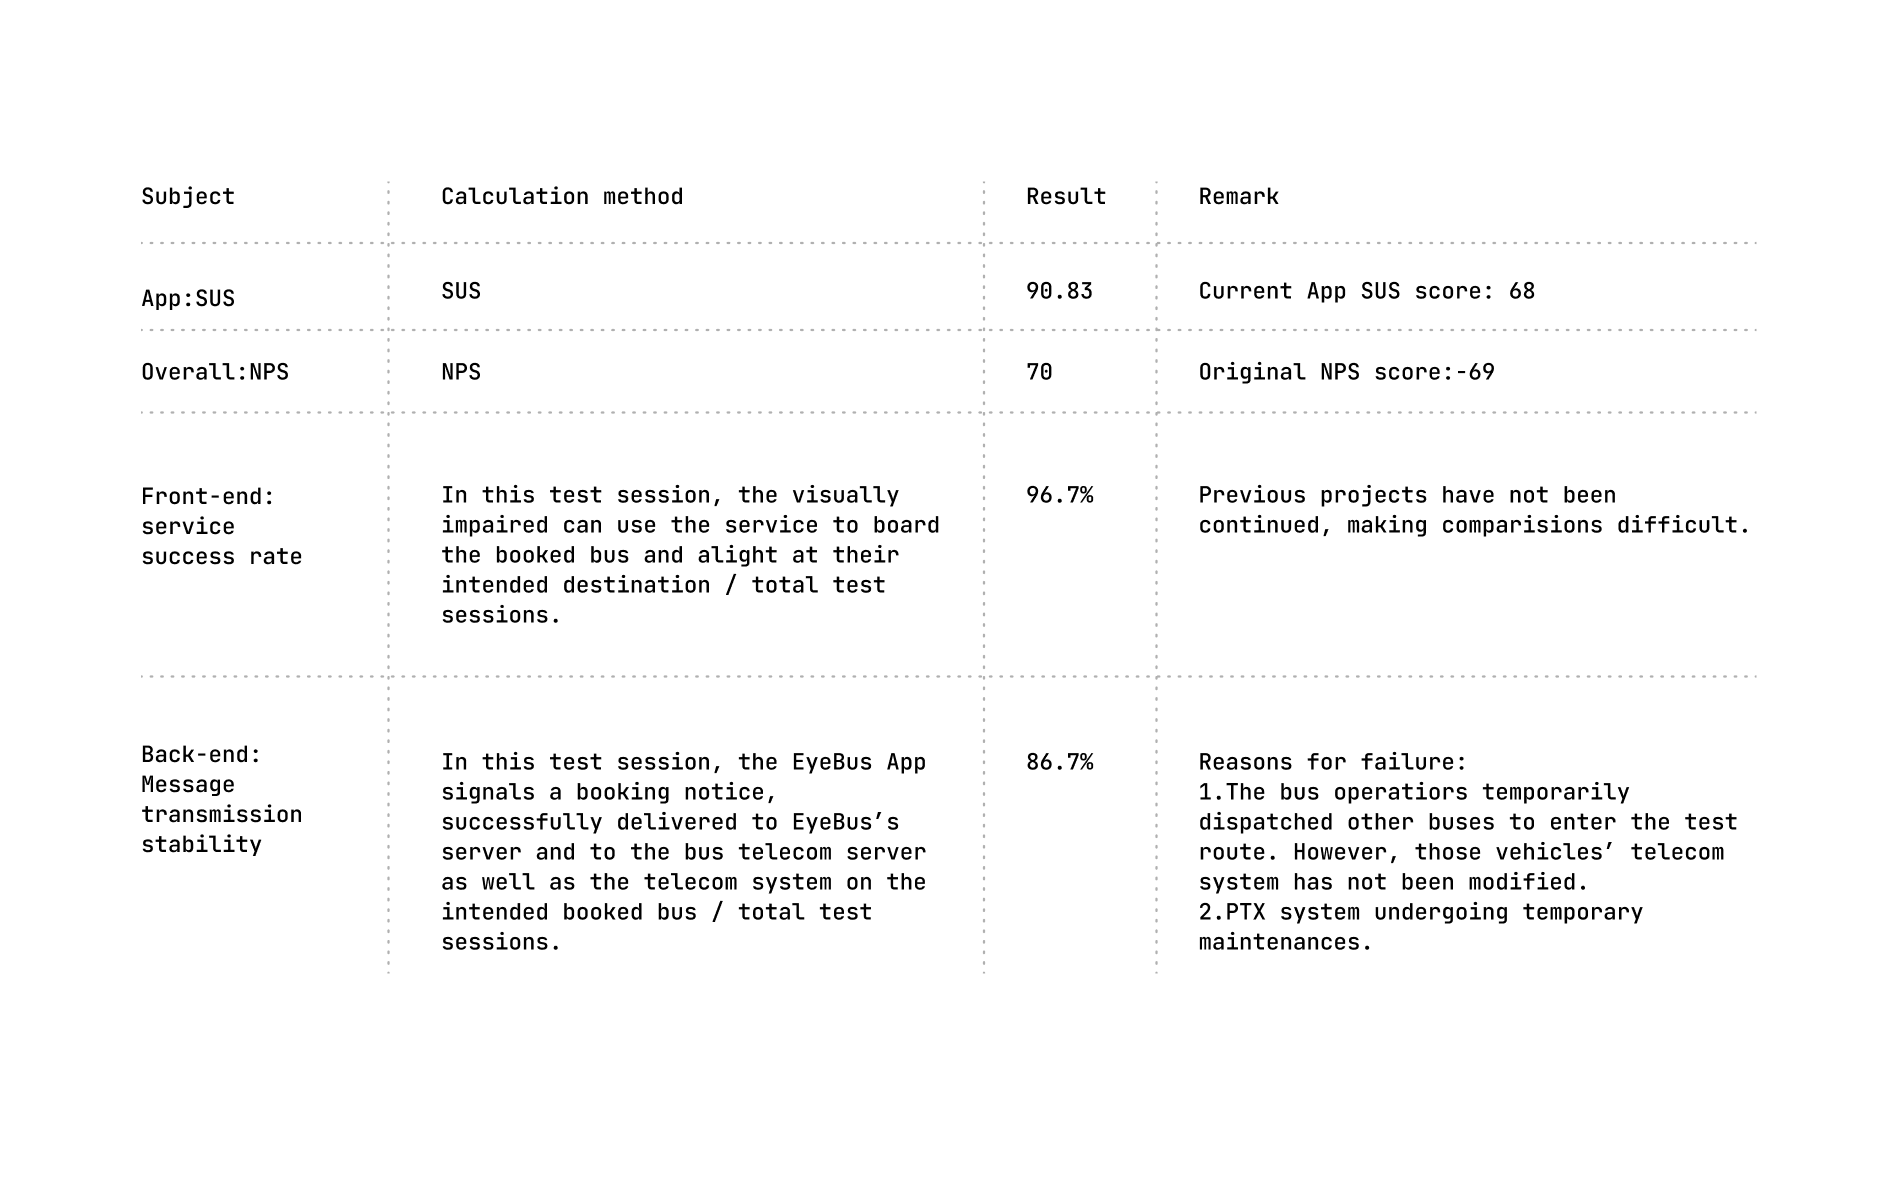 Subject
Calculation method
Result
Remark
App:SUS
SUS
90.83
Current App SUS score: 68
Overall:NPS
NPS
70
Original NPS score:-69
Front-end:
service
success rate
In this test session, the visually
impaired can use the service to board
the booked bus and alight at their
intended destination / total test
sessions.
96.7%
Previous projects have not been
continued, making comparisions difficult.
Back-end:
Message
transmission
stability
In this test session, the EyeBus App
signals a booking notice,
successfully delivered to EyeBus’s
server and to the bus telecom server
as well as the telecom system on the
intended booked bus / total test
sessions.
86.7%
Reasons for failure:
1.The bus operatiors temporarily
dispatched other buses to enter the test
route. However, those vehicles’ telecom
system has not been modified.
2.PTX system undergoing temporary
maintenances.